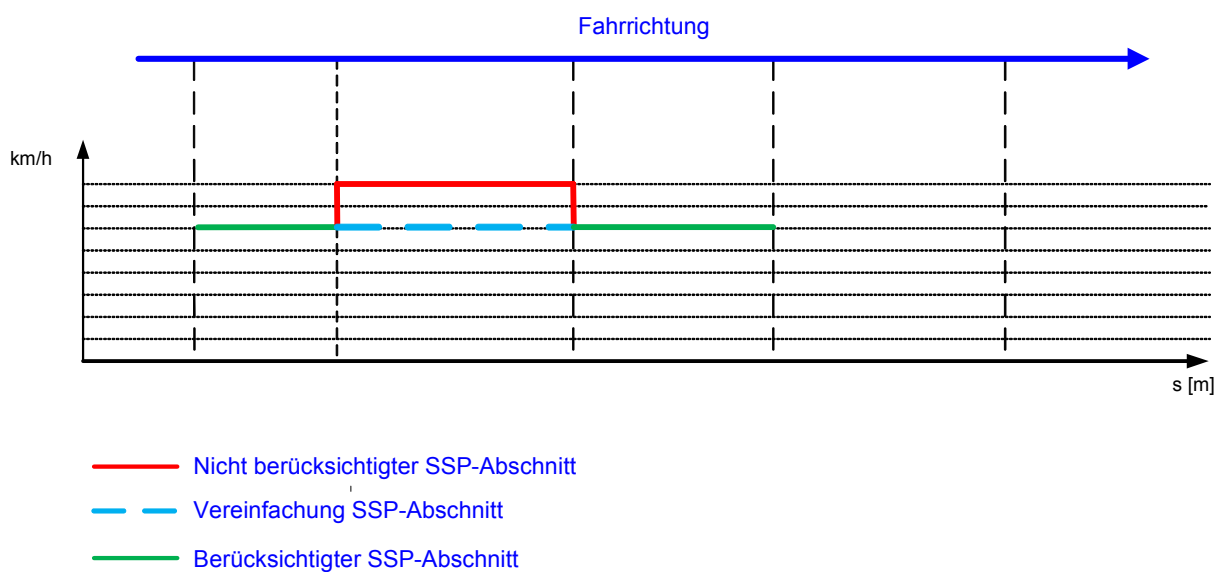 Fahrrichtung
km/h
s [m]
Nicht berücksichtigter SSP-Abschnitt
Vereinfachung SSP-Abschnitt
Berücksichtigter SSP-Abschnitt